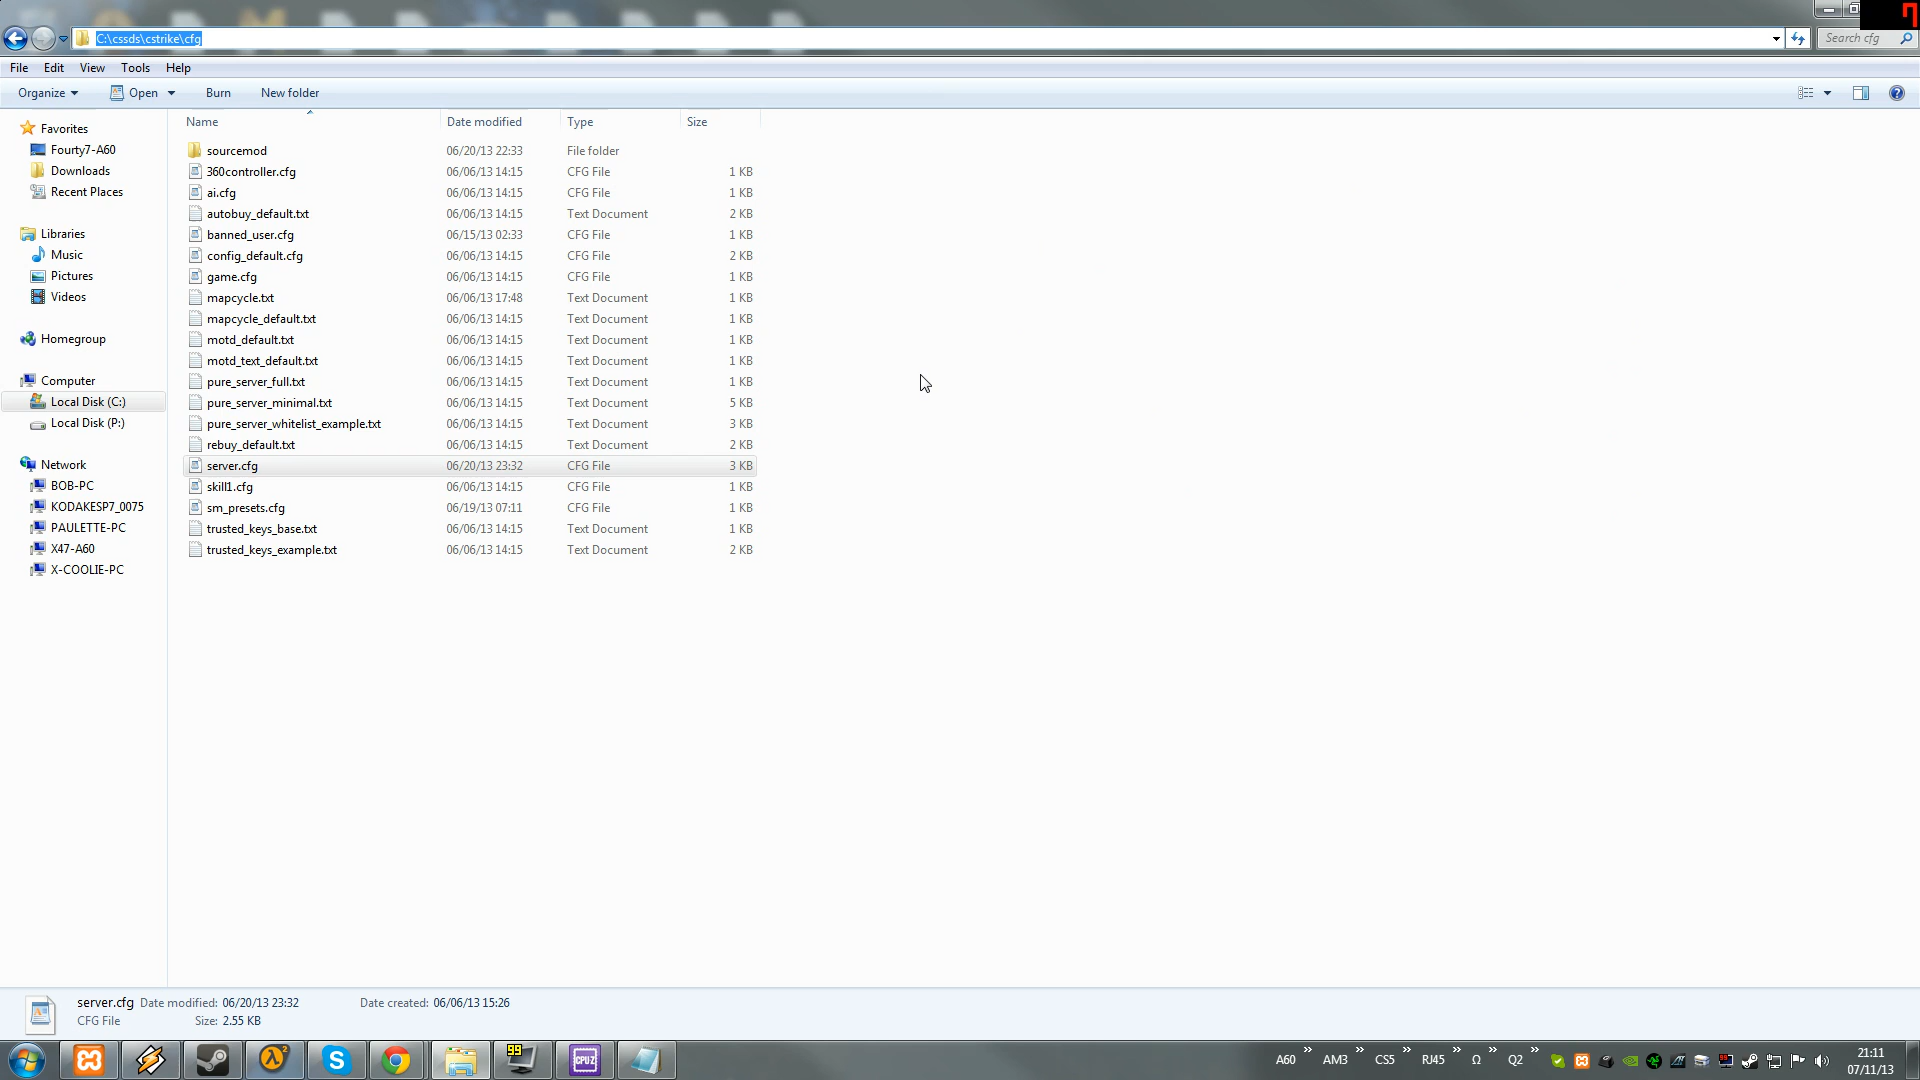 C:\cssds\cstrike\cfg
Search cfg
File Edit View Tools Help
Organize Open Burn New folder
Name Date modified Type Size
Favorites
Fourty7-A60
Downloads
Recent Places
Libraries
Music
Pictures
Videos
Homegroup
Computer
Local Disk (C:)
Local Disk (P:)
Network
BOB-PC
KODAKESP7_0075
PAULETTE-PC
X47-A60
X-COOLIE-PC
sourcemod 06/20/13 22:33 File folder
360controller.cfg 06/06/13 14:15 CFG File 1 KB
ai.cfg 06/06/13 14:15 CFG File 1 KB
autobuy_default.txt 06/06/13 14:15 Text Document 2 KB
banned_user.cfg 06/15/13 02:33 CFG File 1 KB
config_default.cfg 06/06/13 14:15 CFG File 2 KB
game.cfg 06/06/13 14:15 CFG File 1 KB
mapcycle.txt 06/06/13 17:48 Text Document 1 KB
mapcycle_default.txt 06/06/13 14:15 Text Document 1 KB
motd_default.txt 06/06/13 14:15 Text Document 1 KB
motd_text_default.txt 06/06/13 14:15 Text Document 1 KB
pure_server_full.txt 06/06/13 14:15 Text Document 1 KB
pure_server_minimal.txt 06/06/13 14:15 Text Document 5 KB
pure_server_whitelist_example.txt 06/06/13 14:15 Text Document 3 KB
rebuy_default.txt 06/06/13 14:15 Text Document 2 KB
server.cfg 06/20/13 23:32 CFG File 3 KB
skill1.cfg 06/06/13 14:15 CFG File 1 KB
sm_presets.cfg 06/19/13 07:11 CFG File 1 KB
trusted_keys_base.txt 06/06/13 14:15 Text Document 1 KB
trusted_keys_example.txt 06/06/13 14:15 Text Document 2 KB
server.cfg Date modified: 06/20/13 23:32 Date created: 06/06/13 15:26
CFG File Size: 2.55 KB
99 CPU Z
A60 » AM3 » CS5 » RJ45 » Ω » Q2 »
21:11
07/11/13